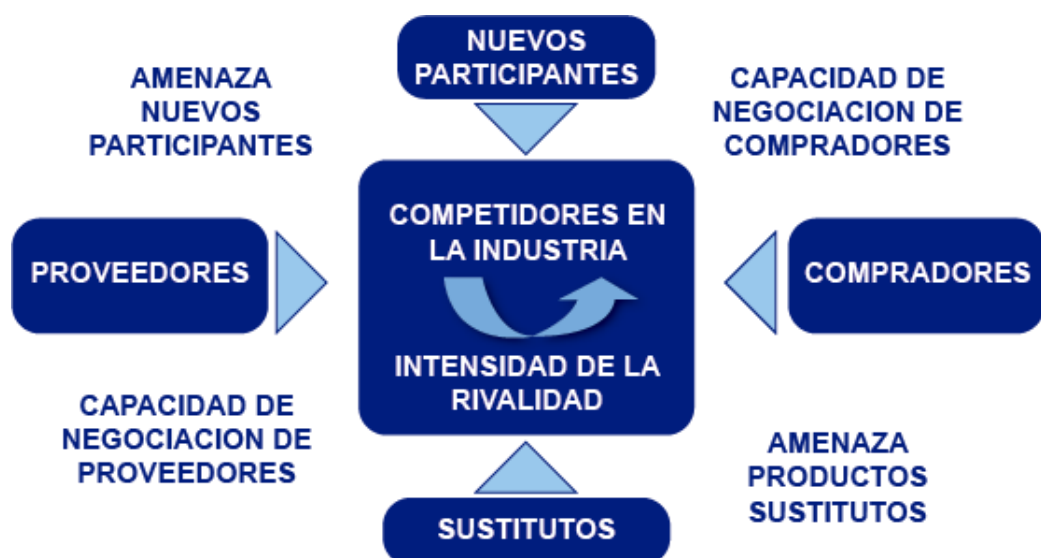 NUEVOS
PARTICIPANTES
AMENAZA
NUEVOS
PARTICIPANTES
CAPACIDAD DE
NEGOCIACION DE
COMPRADORES
COMPETIDORES EN
LA INDUSTRIA
PROVEEDORES
COMPRADORES
INTENSIDAD DE LA
RIVALIDAD
CAPACIDAD DE
NEGOCIACION DE
PROVEEDORES
AMENAZA
PRODUCTOS
SUSTITUTOS
SUSTITUTOS